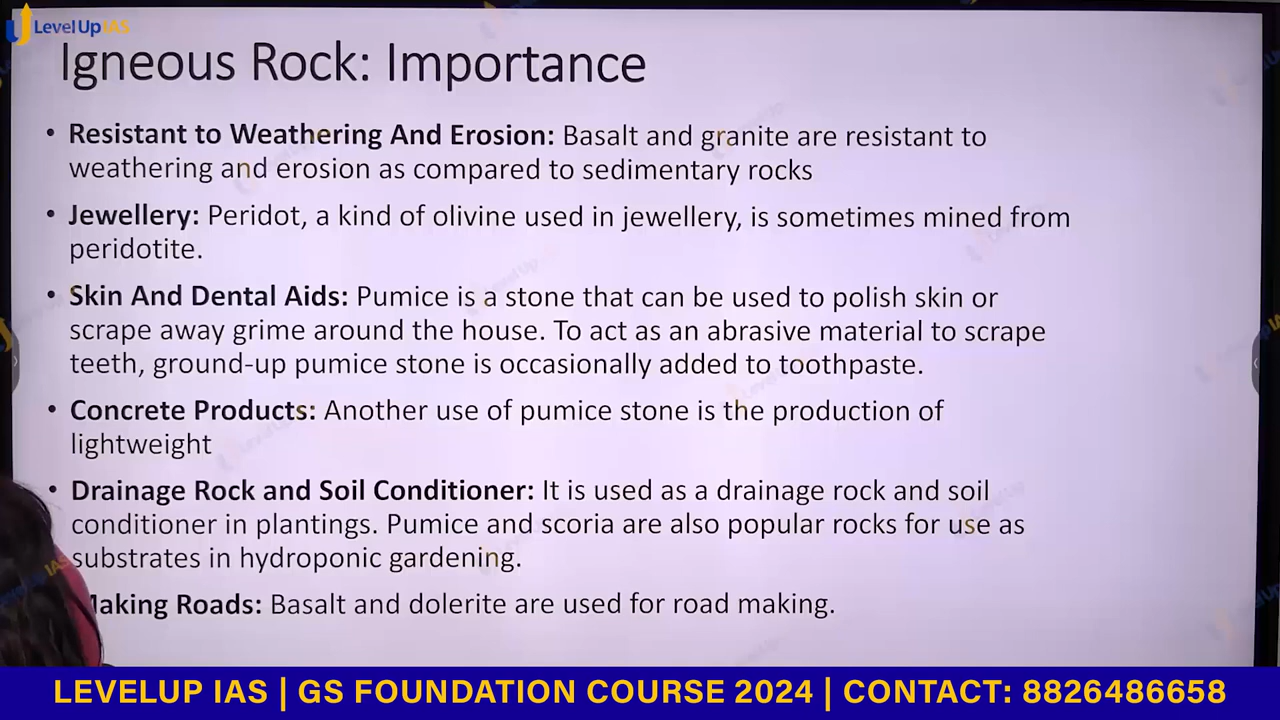 LevelUp IAS
Igneous Rock: Importance
• Resistant to Weathering And Erosion: Basalt and granite are resistant to
weathering and erosion as compared to sedimentary rocks
• Jewellery: Peridot, a kind of olivine used in jewellery, is sometimes mined from
peridotite.
• Skin And Dental Aids: Pumice is a stone that can be used to polish skin or
scrape away grime around the house. To act as an abrasive material to scrape
teeth, ground-up pumice stone is occasionally added to toothpaste.
• Concrete Products: Another use of pumice stone is the production of
lightweight
• Drainage Rock and Soil Conditioner: It is used as a drainage rock and soil
conditioner in plantings. Pumice and scoria are also popular rocks for use as
substrates in hydroponic gardening.
Making Roads: Basalt and dolerite are used for road making.
LEVELUP IAS | GS FOUNDATION COURSE 2024 | CONTACT: 8826486658